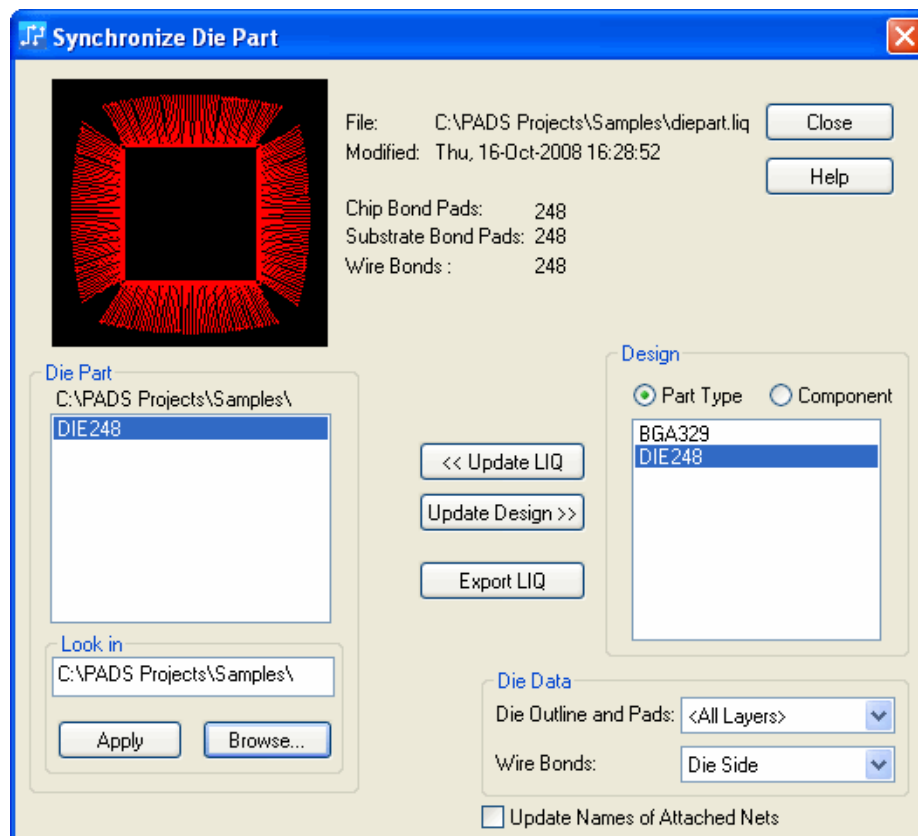 Synchronize Die Part
File: C:\PADS Projects\Samples\diepart.liq
Modified: Thu, 16-Oct-2008 16:28:52
Close
Help
Chip Bond Pads: 248
Substrate Bond Pads: 248
Wire Bonds : 248
Die Part
C:\PADS Projects\Samples\
DIE248
<< Update LIQ
Update Design >>
Export LIQ
Design
Part Type Component
BGA329
DIE248
Look in
C:\PADS Projects\Samples\
Apply Browse...
Die Data
Die Outline and Pads: <All Layers>
Wire Bonds: Die Side
Update Names of Attached Nets